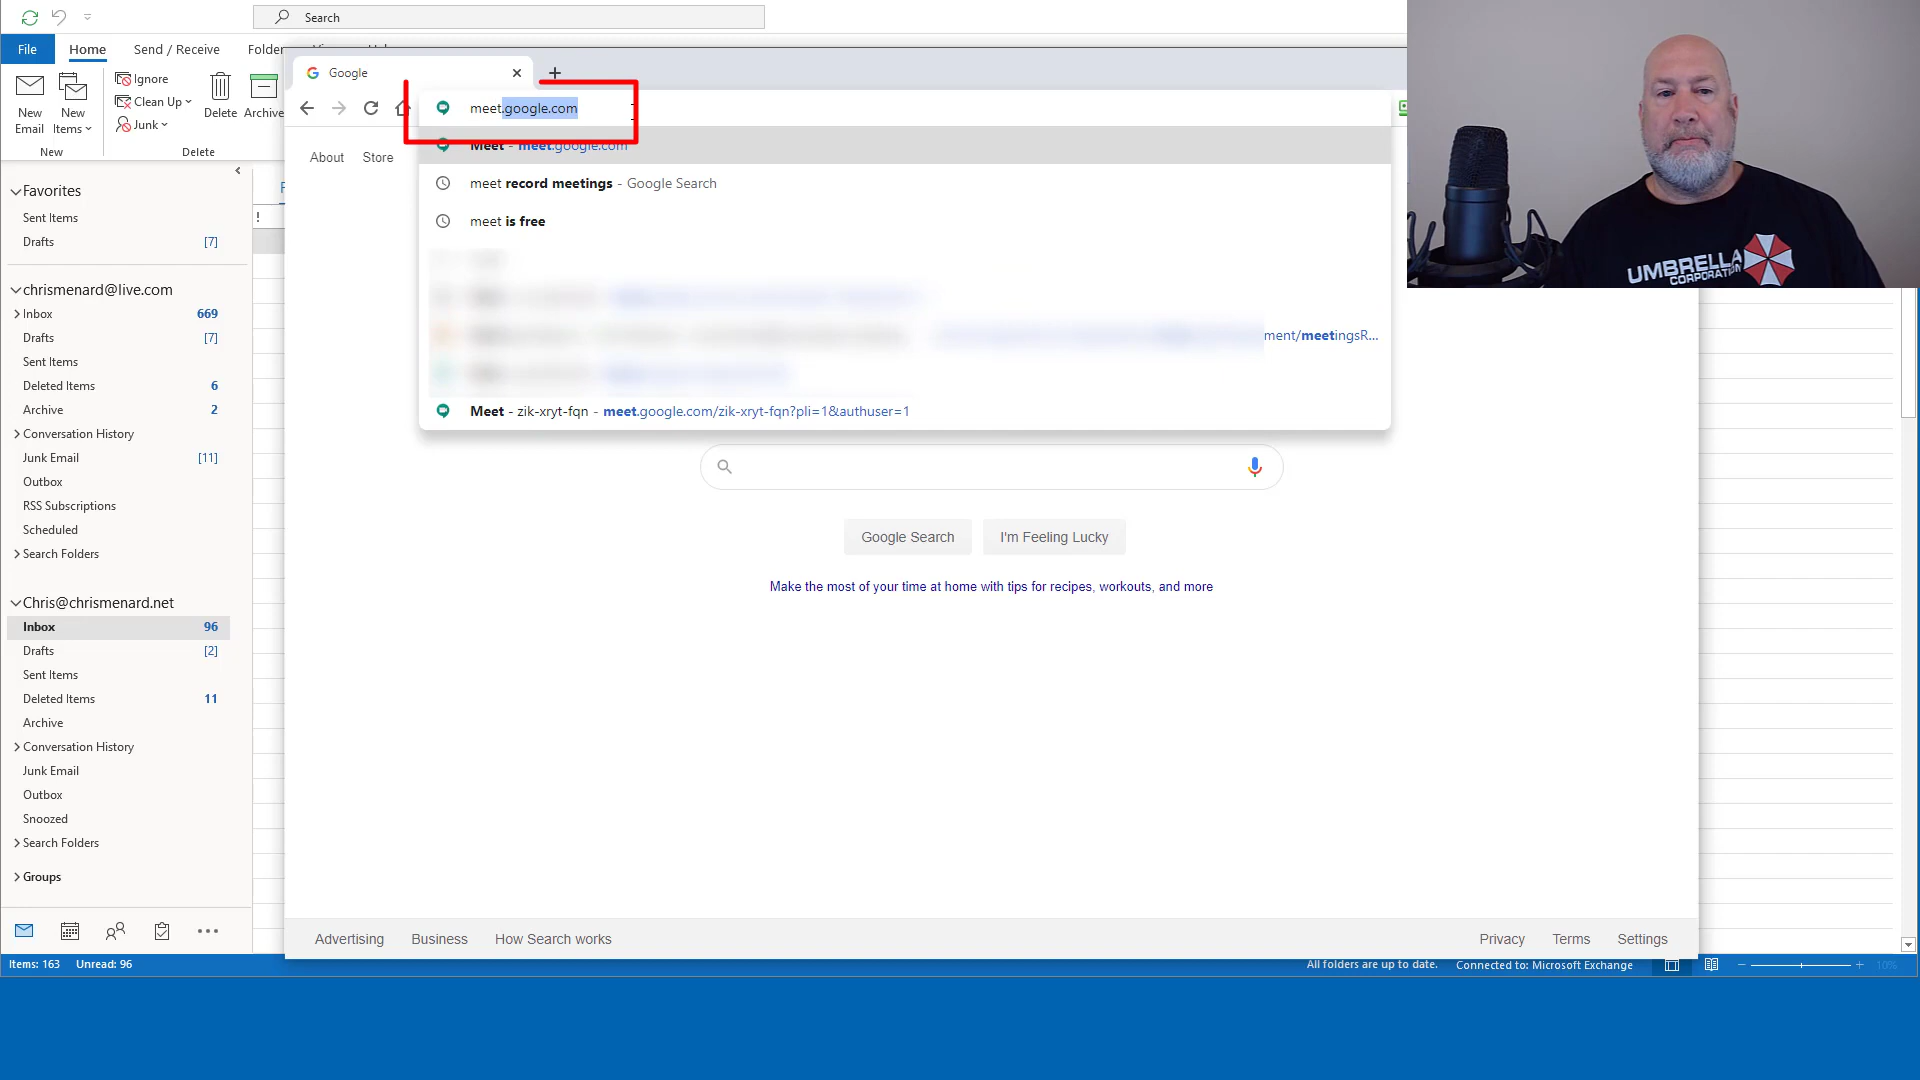 Search
File Home Send / Receive Folder
New Email
New Items
Ignore
Clean Up
Junk
Delete
Archive
New
Delete
Google
meet.google.com
Meet - meet.google.com
meet record meetings - Google Search
meet is free
ment/meetingsR...
Meet - zik-xryt-fqn - meet.google.com/zik-xryt-fqn?pli=1&authuser=1
About Store
UMBRELLA
CORPORATION
Favorites
Sent Items
Drafts [7]
!
chrismenard@live.com
Inbox 669
Drafts [7]
Sent Items
Deleted Items 6
Archive 2
Conversation History
Junk Email [11]
Outbox
RSS Subscriptions
Scheduled
Search Folders
Chris@chrismenard.net
Inbox 96
Drafts [2]
Sent Items
Deleted Items 11
Archive
Conversation History
Junk Email
Outbox
Snoozed
Search Folders
Groups
Google Search
I'm Feeling Lucky
Make the most of your time at home with tips for recipes, workouts, and more
Advertising Business How Search works
Privacy Terms Settings
Items: 163 Unread: 96
All folders are up to date. Connected to: Microsoft Exchange
10%